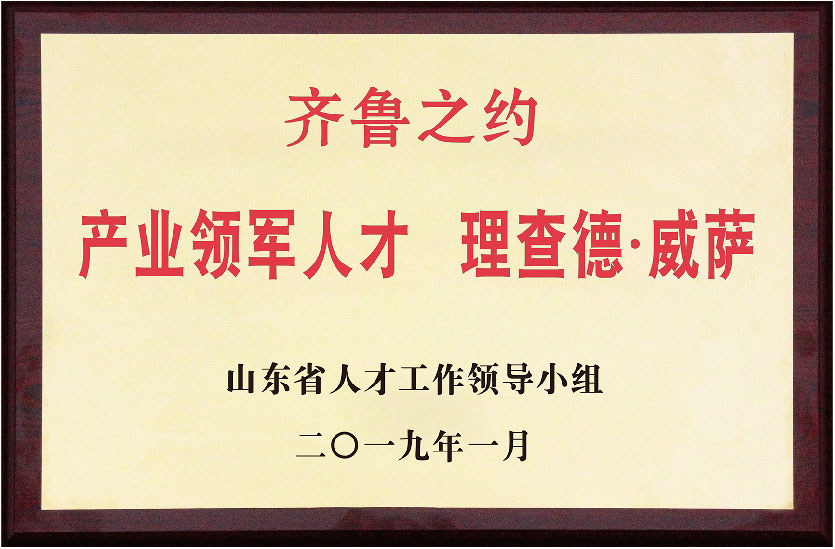 齐鲁之约
产业领军人才 理查德·威萨
山东省人才工作领导小组
二〇一九年一月